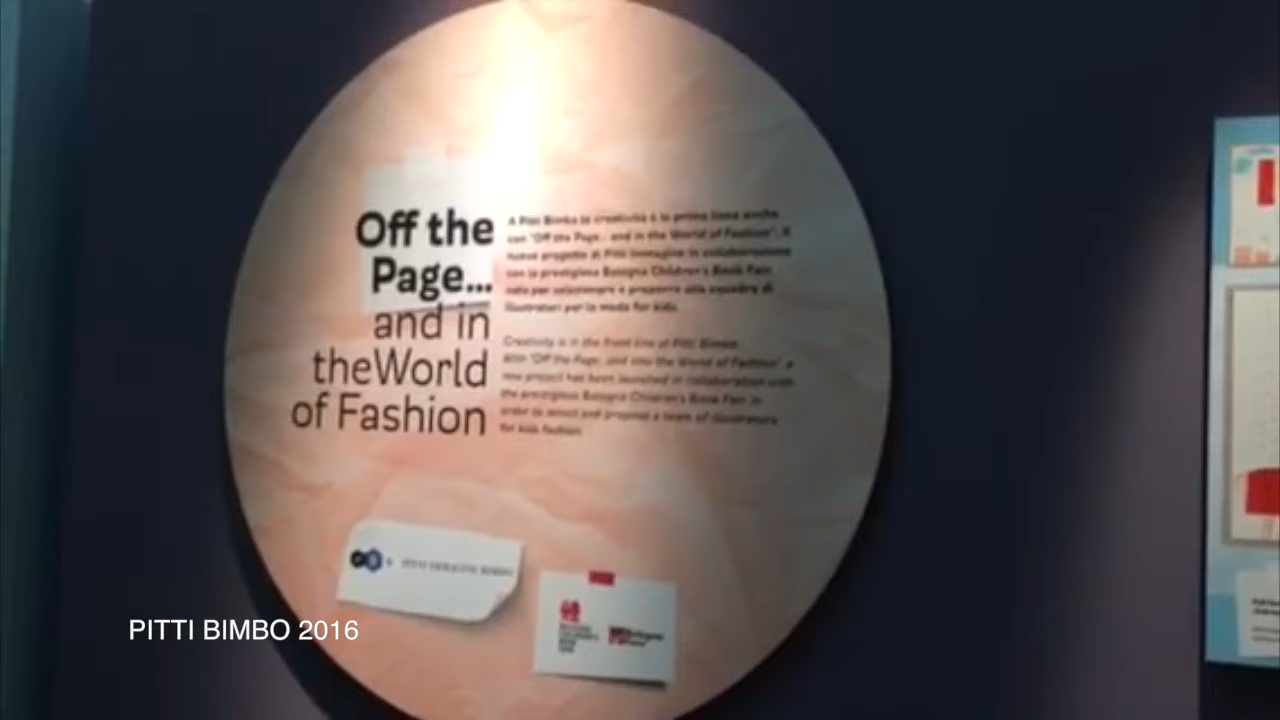 Off the
Page...
and in
theWorld
of Fashion
A Pitti Bimbo la creatività è in prima linea anche
con "Off the Page... and in the World of Fashion", il
nuovo progetto di Pitti Immagine in collaborazione
con la prestigiosa Bologna Children's Book Fair,
nato per selezionare e proporre una squadra di
illustratori per la moda for kids.
Creativity is in the front line at Pitti Bimbo.
With "Off the Page, and into the World of Fashion" a
new project has been launched in collaboration with
the prestigious Bologna Children's Book Fair in
order to select and propose a team of illustrators
for kids fashion.
PITTI IMMAGINE BIMBO
PITTI BIMBO 2016